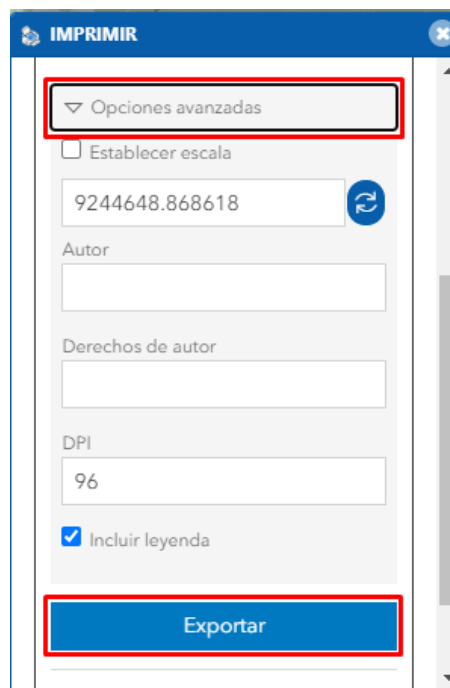 IMPRIMIR
Opciones avanzadas
Establecer escala
9244648.868618
Autor
Derechos de autor
DPI
96
Incluir leyenda
Exportar